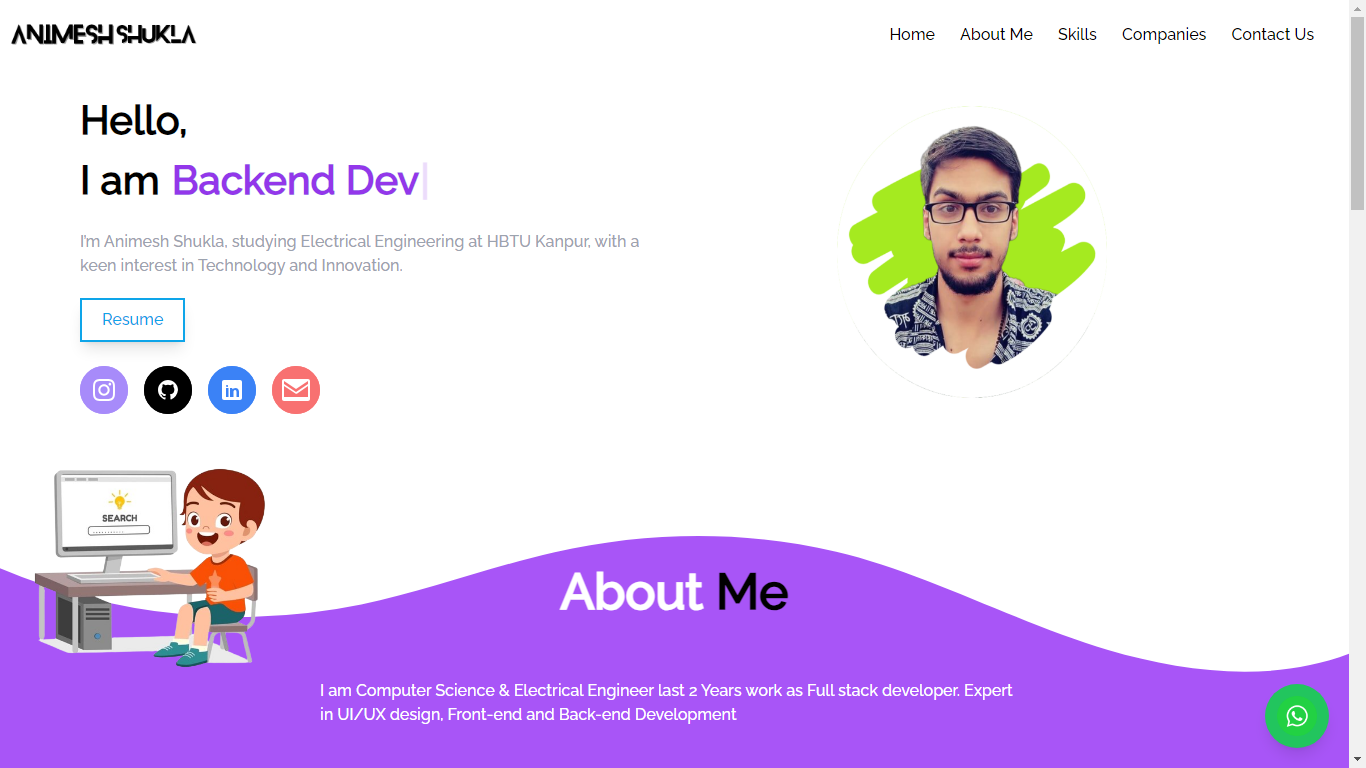 ANIMESH SHUKLA
Home About Me Skills Companies Contact Us
Hello,
I am Backend Dev
I'm Animesh Shukla, studying Electrical Engineering at HBTU Kanpur, with a
keen interest in Technology and Innovation.
Resume
in
SEARCH
About Me
I am Computer Science & Electrical Engineer last 2 Years work as Full stack developer. Expert
in UI/UX design, Front-end and Back-end Development